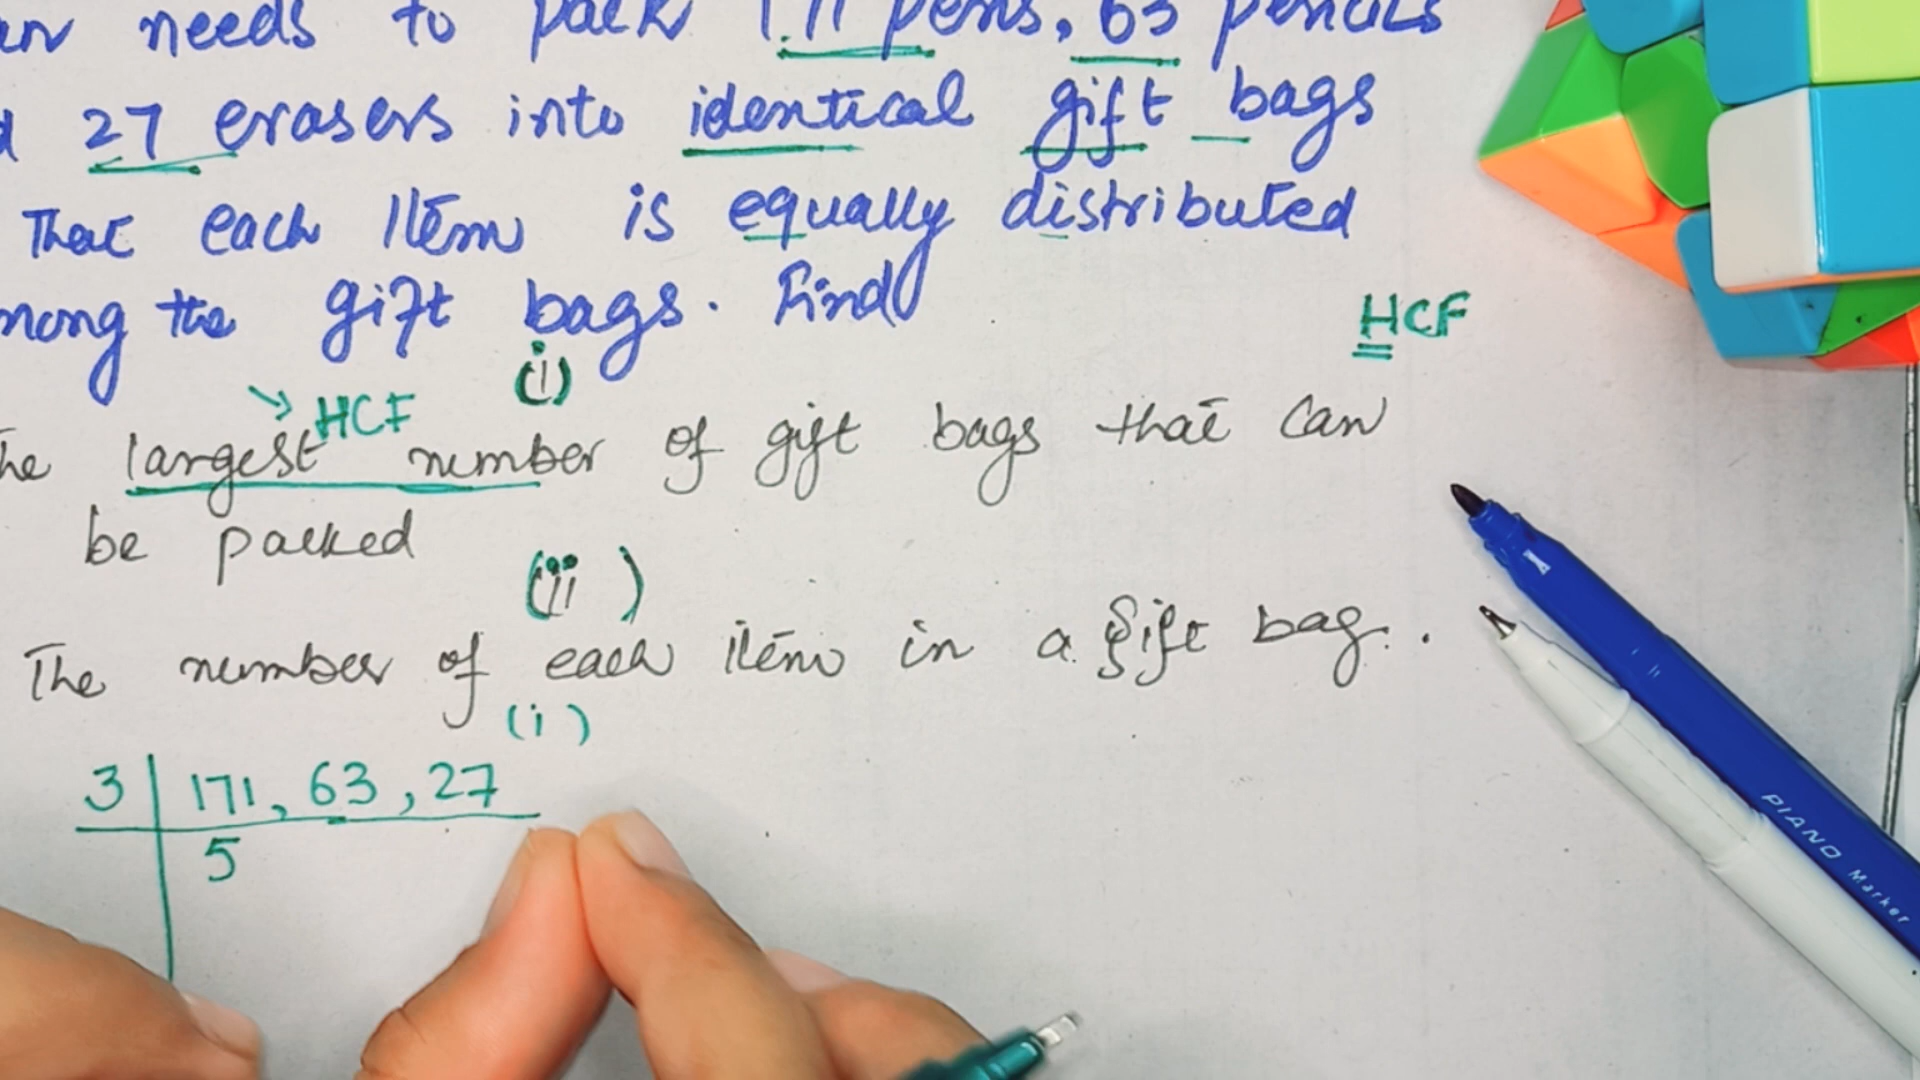 needs to pack 171 pens, 63 pencils
27 erasers into identical gift bags
That each item is equally distributed
the gift bags. Find
HCF
(i)
HCF
largest number of gift bags that can
be packed
(ii)
The number of each item in a gift bag.
(i)
3 171, 63, 27
5
PIANO Marker